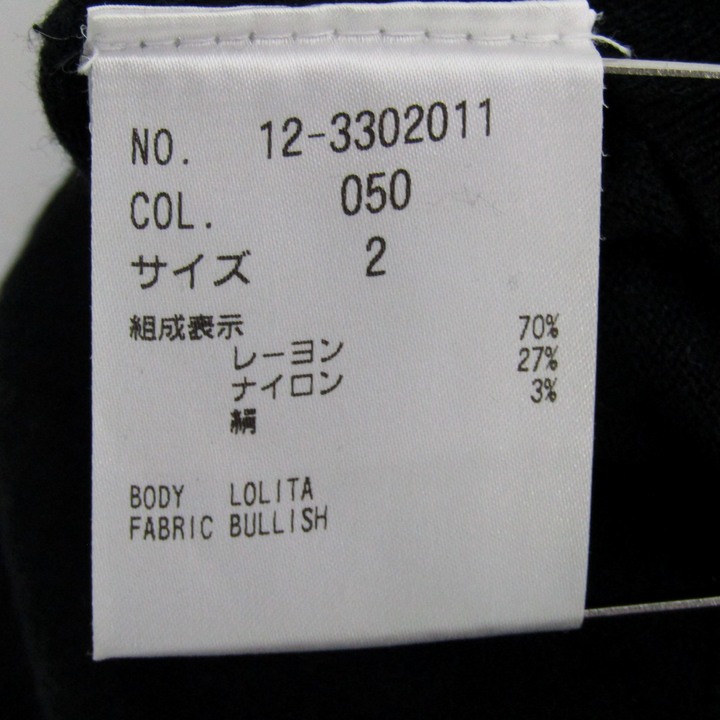 NO. 12-3302011
COL. 050
サイズ 2
組成表示 70%
レーヨン 27%
ナイロン 3%
絹
BODY LOLITA
FABRIC BULLISH